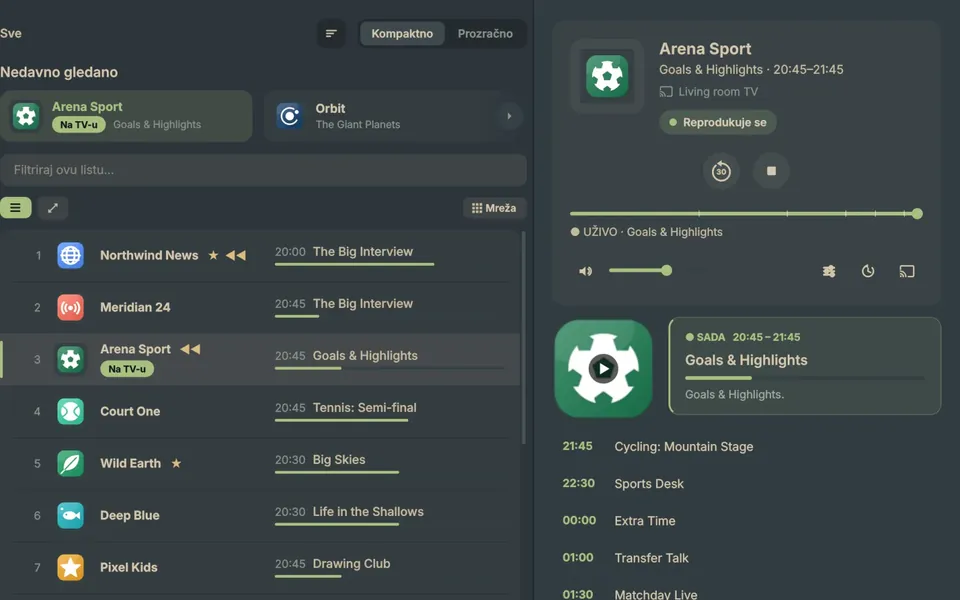 Sve
Kompaktno
Prozračno
Nedavno gledano
Arena Sport
Na TV-u
Goals & Highlights
Orbit
The Giant Planets
Filtriraj ovu listu...
Mreža
1 Northwind News 20:00 The Big Interview
2 Meridian 24 20:45 The Big Interview
3 Arena Sport 20:45 Goals & Highlights
Na TV-u
4 Court One 20:45 Tennis: Semi-final
5 Wild Earth 20:30 Big Skies
6 Deep Blue 20:30 Life in the Shallows
7 Pixel Kids 20:45 Drawing Club
Arena Sport
Goals & Highlights · 20:45–21:45
Living room TV
Reprodukuje se
30
UŽIVO · Goals & Highlights
SADA 20:45 – 21:45
Goals & Highlights
Goals & Highlights.
21:45 Cycling: Mountain Stage
22:30 Sports Desk
00:00 Extra Time
01:00 Transfer Talk
01:30 Matchday Live